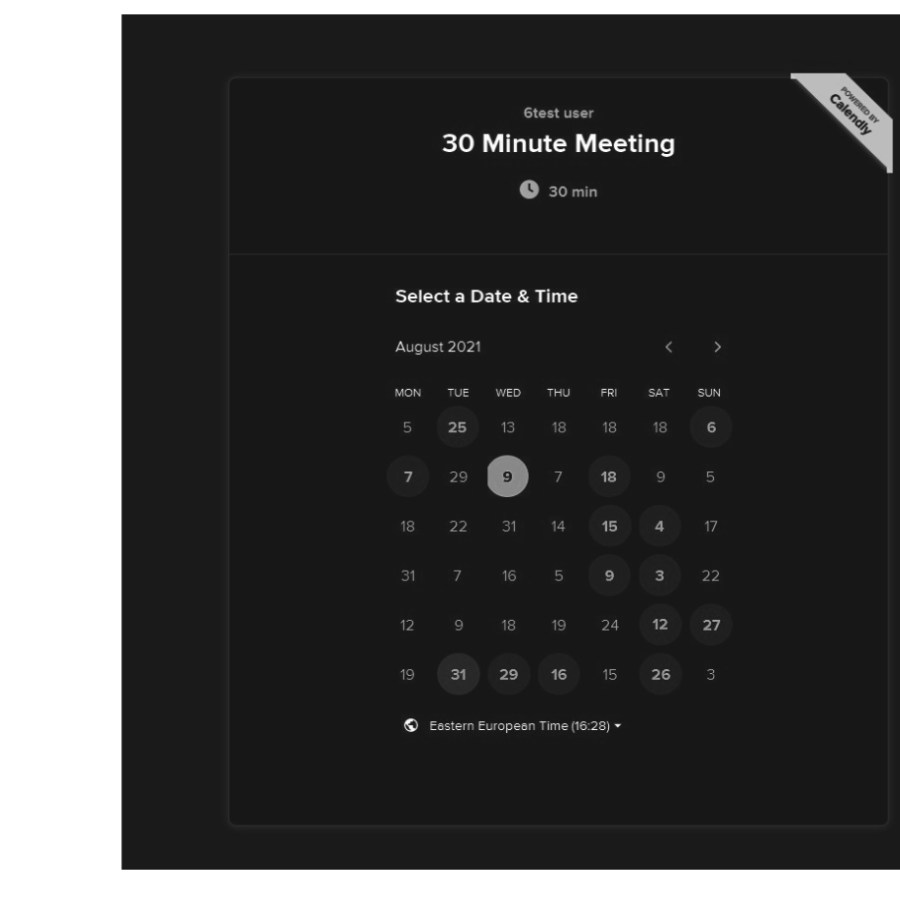 POWERED BY
Calendly
6test user
30 Minute Meeting
30 min
Select a Date & Time
August 2021
MON TUE WED THU FRI SAT SUN
5 25 13 18 18 18 6
7 29 9 7 18 9 5
18 22 31 14 15 4 17
31 7 16 5 9 3 22
12 9 18 19 24 12 27
19 31 29 16 15 26 3
Eastern European Time (16:28)